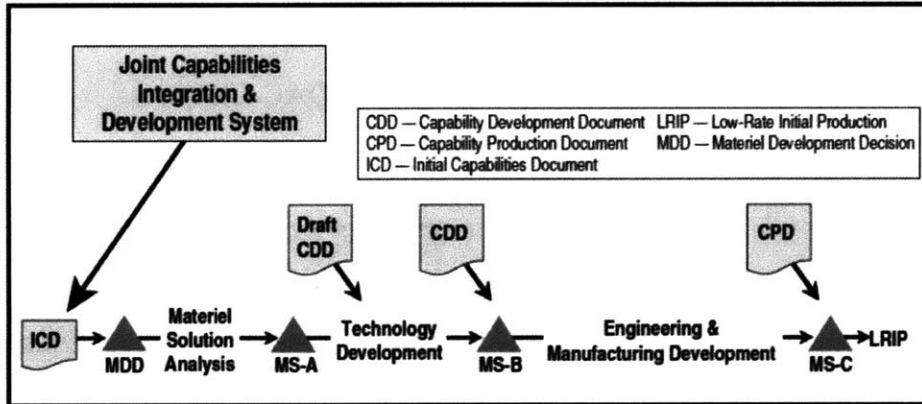 Joint Capabilities
Integration &
Development System
CDD — Capability Development Document LRIP — Low-Rate Initial Production
CPD — Capability Production Document MDD — Materiel Development Decision
ICD — Initial Capabilities Document
Draft
CDD
CDD
CPD
ICD
MDD
Materiel
Solution
Analysis
MS-A
Technology
Development
MS-B
Engineering &
Manufacturing Development
MS-C
LRIP